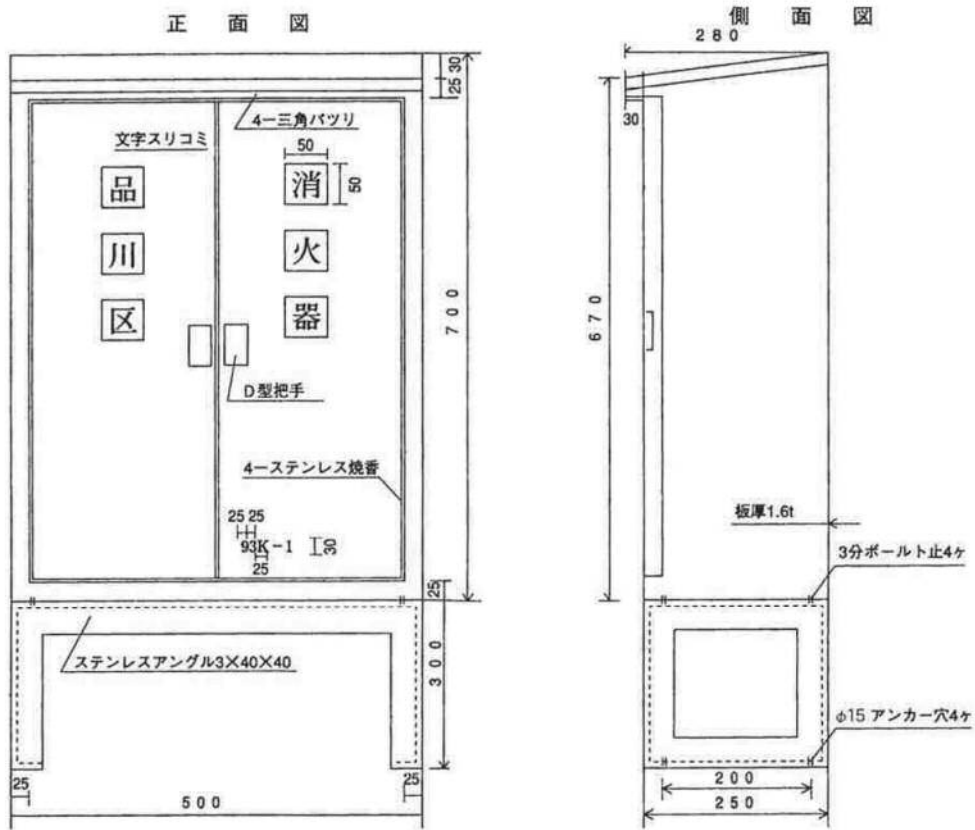 正面図
30
25
4ー三角バツリ
文字スリコミ
50
50
品川区
消火器
700
D型把手
4ーステンレス焼香
25 25
93K-1
30
25
25
ステンレスアングル3×40×40
300
25
25
500
側面図
280
30
670
板厚1.6t
3分ボールト止4ヶ
φ15 アンカー穴4ヶ
200
250